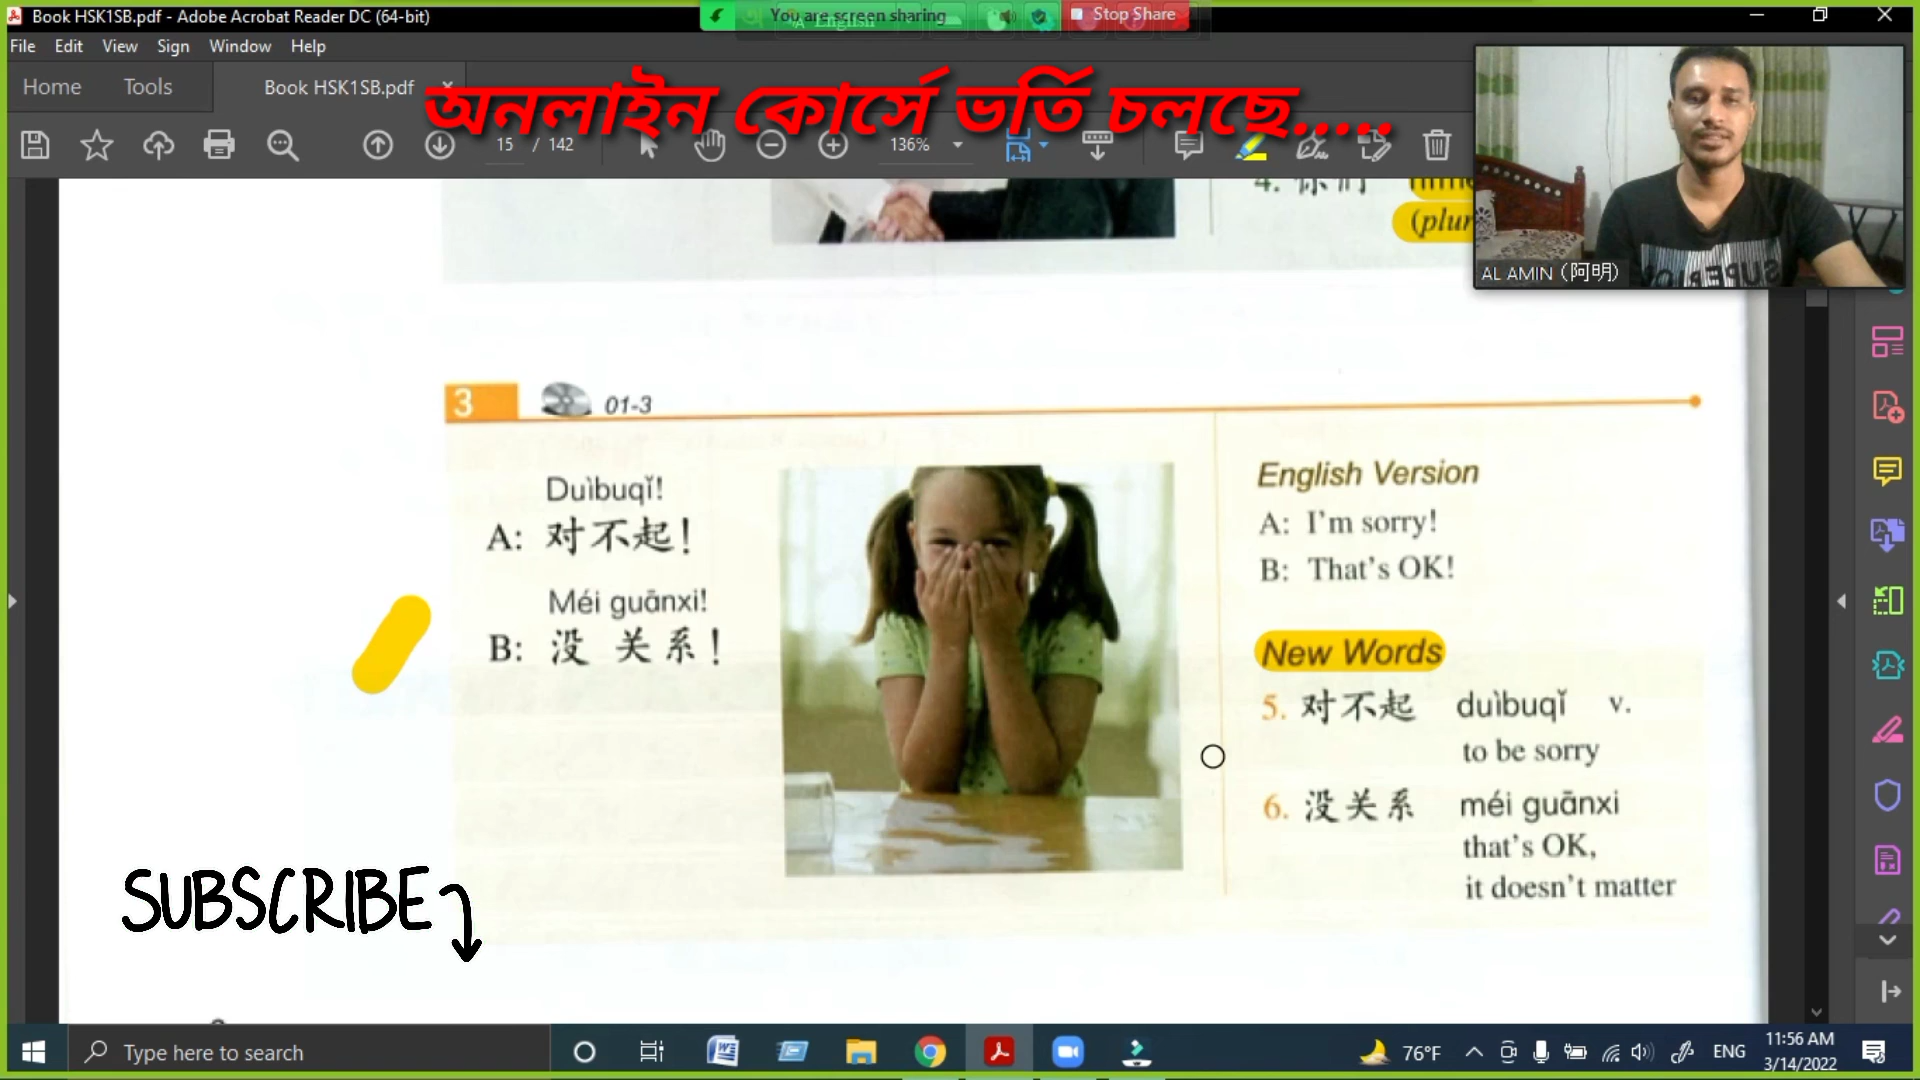 Book HSK1SB.pdf - Adobe Acrobat Reader DC (64-bit)
You are screen sharing
Stop Share
File Edit View Sign Window Help
Home Tools Book HSK1SB.pdf
অনলাইন কোর্সে ভর্তি চলছে.....
15 / 142
136%
4. 你们
(plur
AL AMIN (阿明)
3 01-3
Duìbuqǐ!
A: 对不起!
Méi guānxi!
B: 没 关系!
English Version
A: I'm sorry!
B: That's OK!
New Words
5. 对不起 duìbuqǐ v.
to be sorry
6. 没关系 méi guānxi
that's OK,
it doesn't matter
SUBSCRIBE
Type here to search
76°F
ENG
11:56 AM
3/14/2022